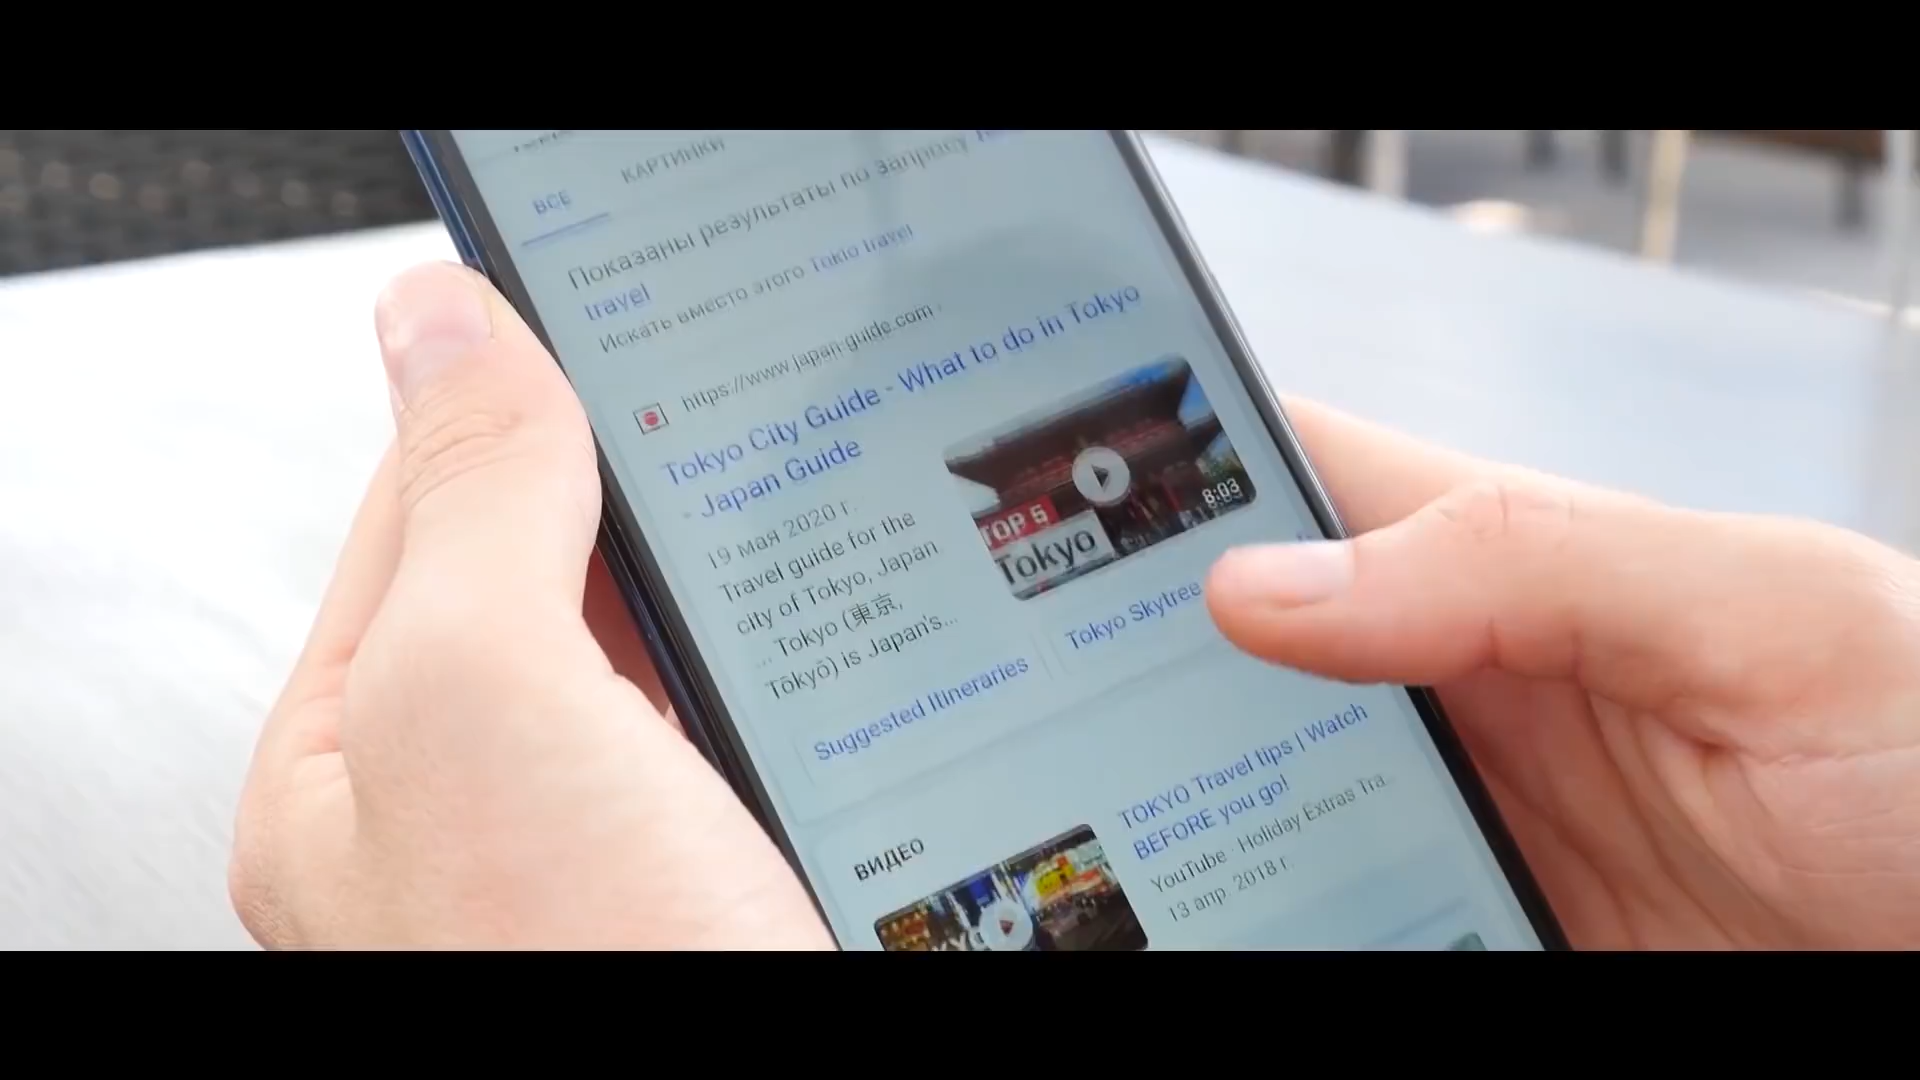 ВСЕ
КАРТИНКИ
Показаны результаты по запросу
travel
Искать вместо этого Tokio travel
https://www.japan-guide.com
Tokyo City Guide - What to do in Tokyo
- Japan Guide
19 мая 2020 г.
Travel guide for the
city of Tokyo, Japan
... Tokyo (東京,
Tōkyō) is Japan's...
TOP 5
Tokyo
8:03
Suggested Itineraries
Tokyo Skytree
ВИДЕО
TOKYO Travel tips | Watch
BEFORE you go!
YouTube · Holiday Extras Tra...
13 апр. 2018 г.